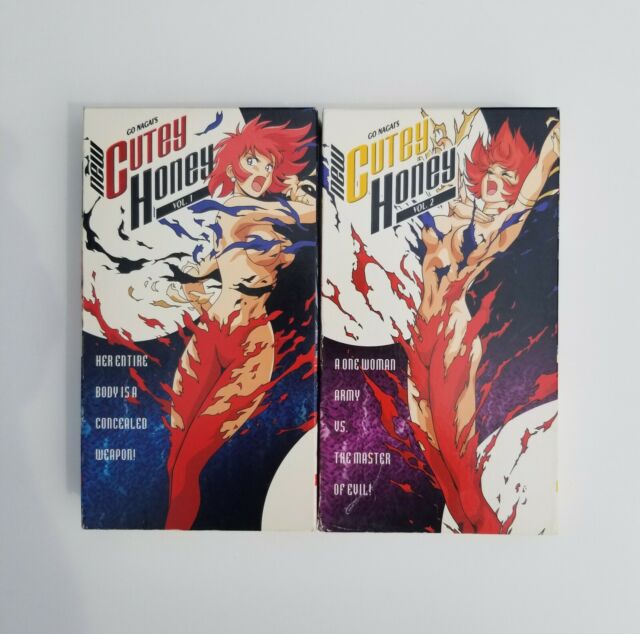 GO NAGAI'S
NEW
CUTEY
HONEY
VOL. 1
HER ENTIRE
BODY IS A
CONCEALED
WEAPON!
GO NAGAI'S
NEW
CUTEY
HONEY
VOL. 2
A ONE WOMAN
ARMY
VS.
THE MASTER
OF EVIL!